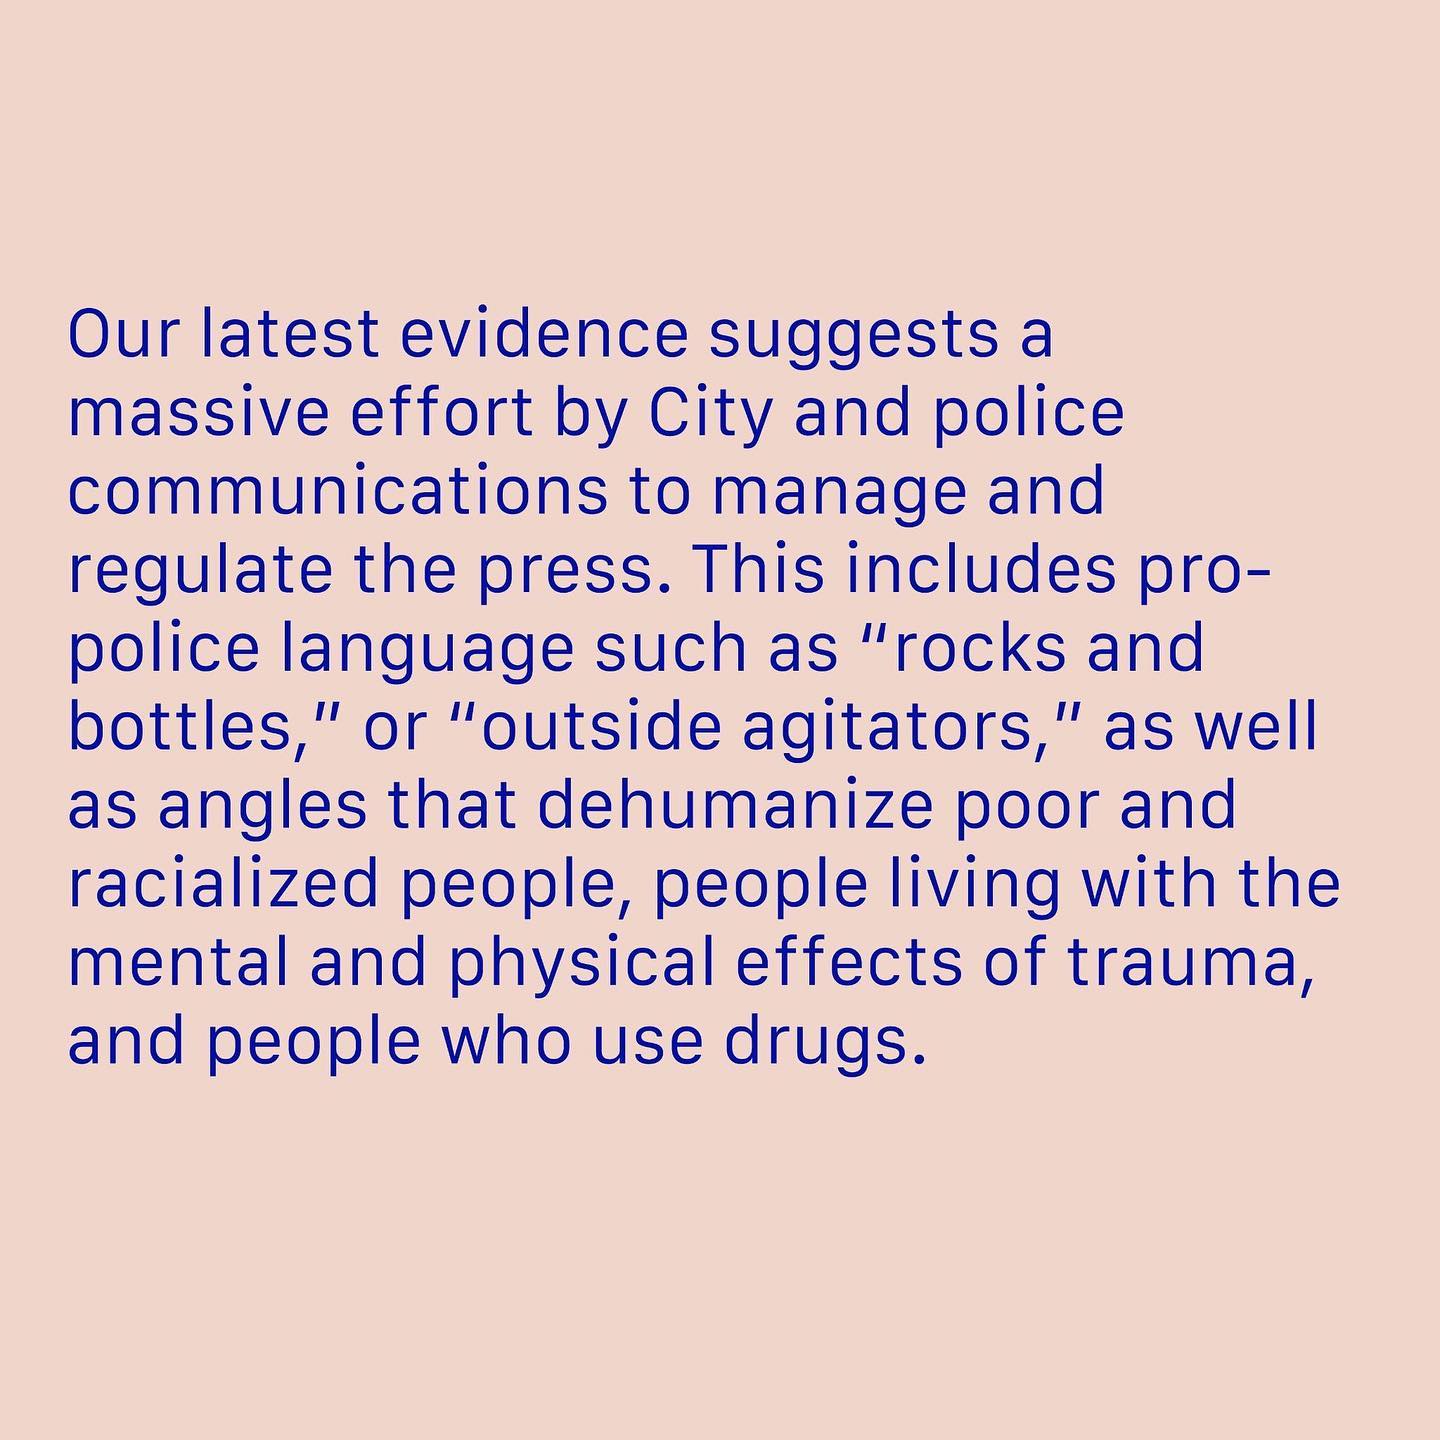 Our latest evidence suggests a
massive effort by City and police
communications to manage and
regulate the press. This includes pro-
police language such as “rocks and
bottles,” or “outside agitators,” as well
as angles that dehumanize poor and
racialized people, people living with the
mental and physical effects of trauma,
and people who use drugs.